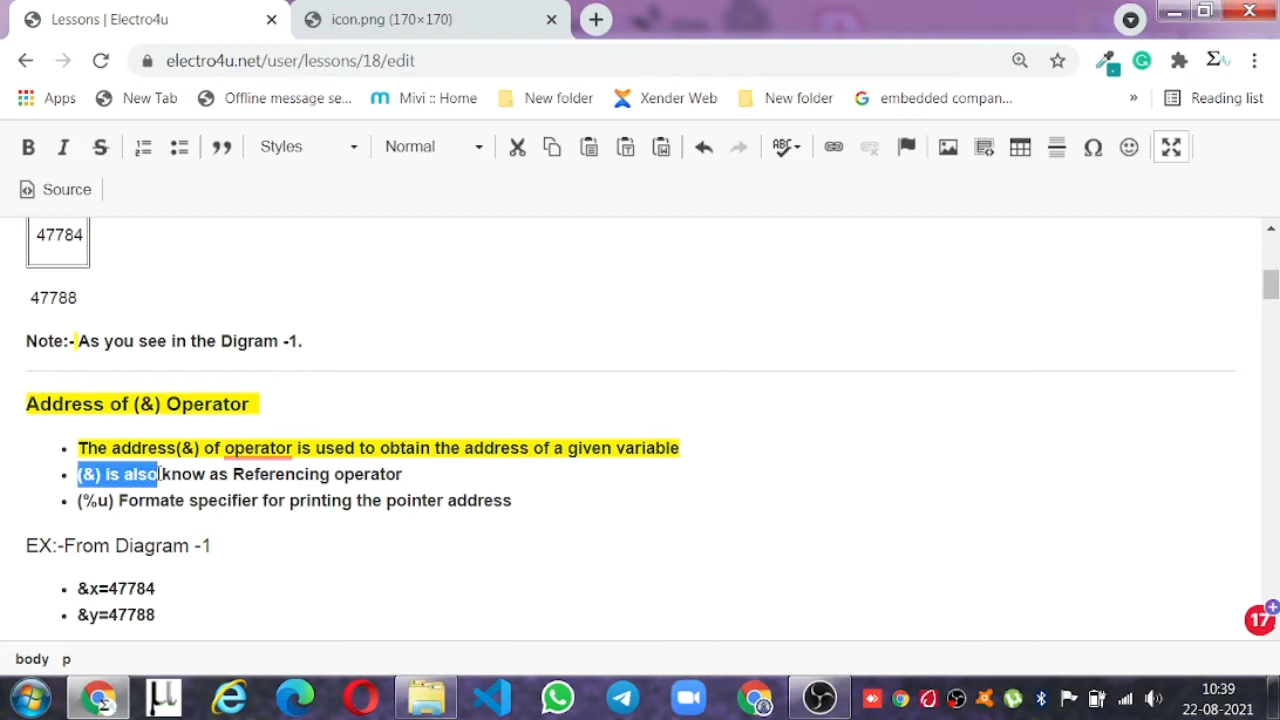 Lessons | Electro4u
icon.png (170×170)
electro4u.net/user/lessons/18/edit
Apps New Tab Offline message se... Mivi :: Home New folder Xender Web New folder embedded compan... » Reading list
B I S Styles Normal ABC
Source
47784
47788
Note:- As you see in the Digram -1.
Address of (&) Operator
• The address(&) of operator is used to obtain the address of a given variable
• (&) is also know as Referencing operator
• (%u) Formate specifier for printing the pointer address
EX:-From Diagram -1
• &x=47784
• &y=47788
17
body p
10:39
22-08-2021